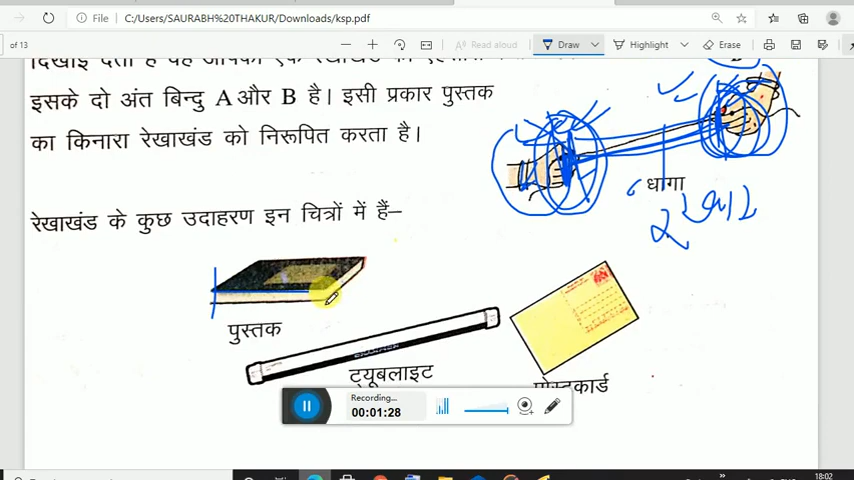 File
C:/Users/SAURABH%20THAKUR/Downloads/ksp.pdf
of 13
Read aloud
Draw
Highlight
Erase
इसके दो अंत बिन्दु A और B है। इसी प्रकार पुस्तक
का किनारा रेखाखंड को निरूपित करता है।
धागा
रेखाखंड के कुछ उदाहरण इन चित्रों में हैं–
पुस्तक
ट्यूबलाइट
Recording...
00:01:28
18:02